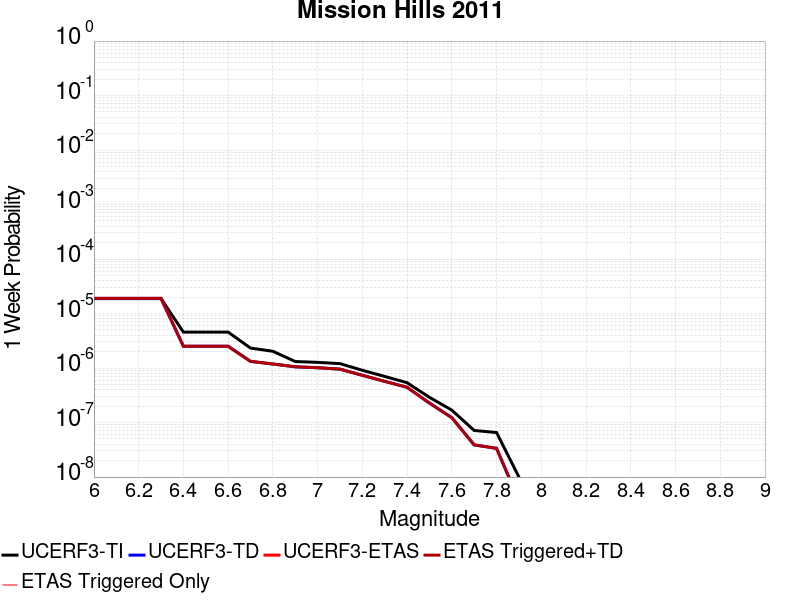 Mission Hills 2011
1 Week Probability
10^0
10^-1
10^-2
10^-3
10^-4
10^-5
10^-6
10^-7
10^-8
6 6.2 6.4 6.6 6.8 7 7.2 7.4 7.6 7.8 8 8.2 8.4 8.6 8.8 9
Magnitude
UCERF3-TI UCERF3-TD UCERF3-ETAS ETAS Triggered+TD
ETAS Triggered Only